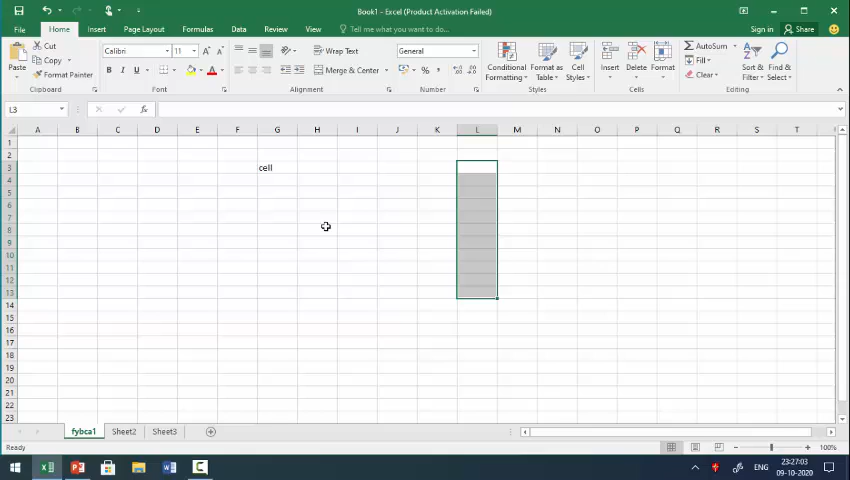 Book1 - Excel (Product Activation Failed)
File Home Insert Page Layout Formulas Data Review View Tell me what you want to do... Sign in Share
Paste Cut Copy Format Painter Clipboard
Calibri 11 B I U A Font
Wrap Text Merge & Center Alignment
General % , Number
Conditional Formatting Format as Table Cell Styles Styles
Insert Delete Format Cells
AutoSum Fill Clear Sort & Filter Find & Select Editing
L3 fx
A B C D E F G H I J K L M N O P Q R S T
1
2
3 cell
4
5
6
7
8
9
10
11
12
13
14
15
16
17
18
19
20
21
22
23
fybca1 Sheet2 Sheet3
Ready 100%
ENG 23:27:03
09-10-2020